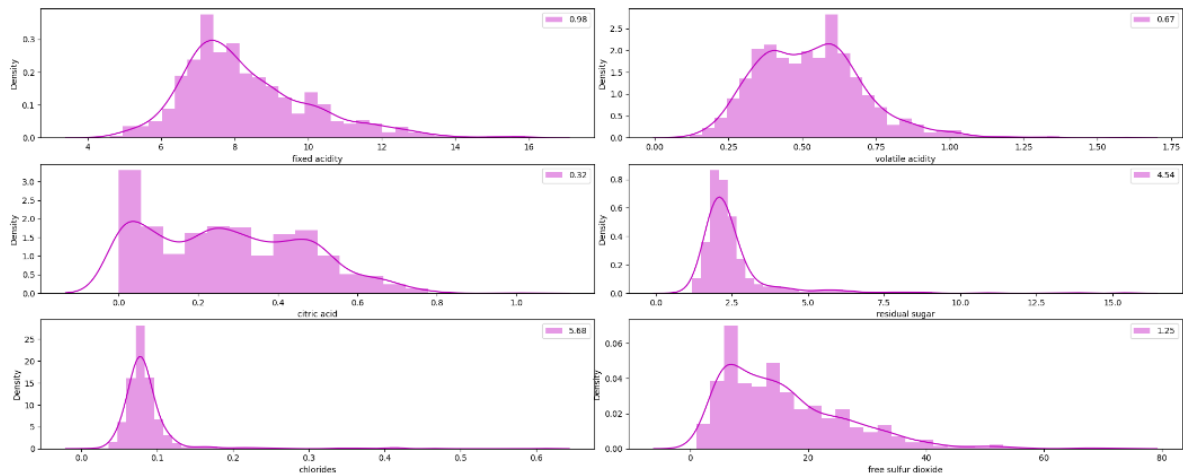 0.98
Density
0.3
0.2
0.1
0.0
4 6 8 10 12 14 16
fixed acidity
0.67
Density
2.5
2.0
1.5
1.0
0.5
0.0
0.00 0.25 0.50 0.75 1.00 1.25 1.50 1.75
volatile acidity
0.32
Density
3.0
2.5
2.0
1.5
1.0
0.5
0.0
0.0 0.2 0.4 0.6 0.8 1.0
citric acid
4.54
Density
0.8
0.6
0.4
0.2
0.0
0.0 2.5 5.0 7.5 10.0 12.5 15.0
residual sugar
5.68
Density
25
20
15
10
5
0
0.0 0.1 0.2 0.3 0.4 0.5 0.6
chlorides
1.25
Density
0.06
0.04
0.02
0.00
0 20 40 60 80
free sulfur dioxide